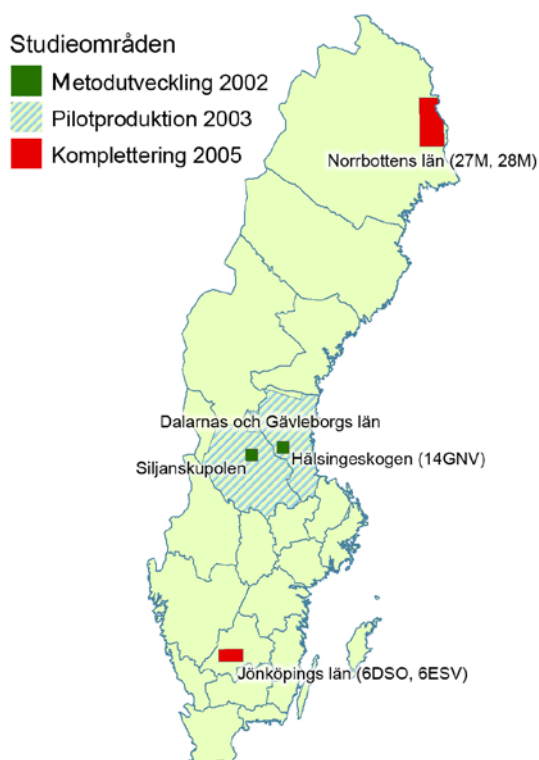 Studieområden
Metodutveckling 2002
Pilotproduktion 2003
Komplettering 2005
Norrbottens län (27M, 28M)
Dalarnas och Gävleborgs län
Siljanskupolen
Hälsingeskogen (14GNV)
Jönköpings län (6DSO, 6ESV)